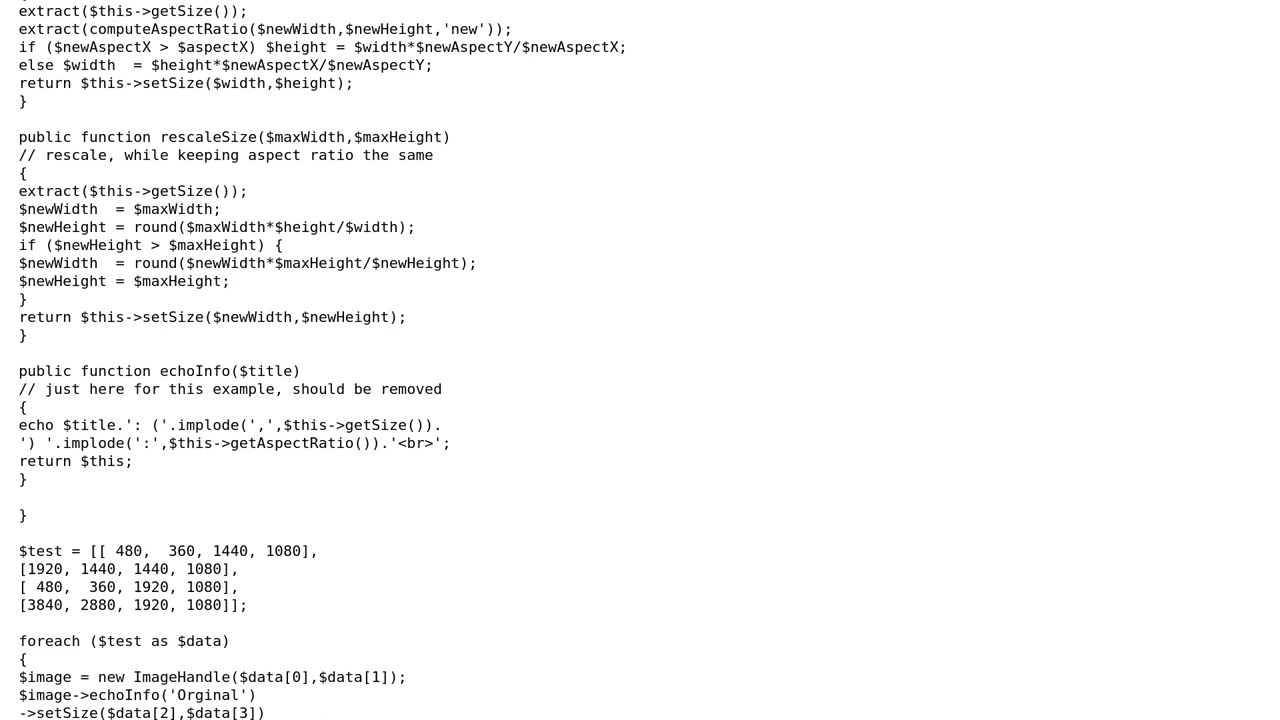 extract($this->getSize());
extract(computeAspectRatio($newWidth,$newHeight,'new'));
if ($newAspectX > $aspectX) $height = $width*$newAspectY/$newAspectX;
else $width  = $height*$newAspectX/$newAspectY;
return $this->setSize($width,$height);
}

public function rescaleSize($maxWidth,$maxHeight)
// rescale, while keeping aspect ratio the same
{
extract($this->getSize());
$newWidth  = $maxWidth;
$newHeight = round($maxWidth*$height/$width);
if ($newHeight > $maxHeight) {
$newWidth  = round($newWidth*$maxHeight/$newHeight);
$newHeight = $maxHeight;
}
return $this->setSize($newWidth,$newHeight);
}

public function echoInfo($title)
// just here for this example, should be removed
{
echo $title.': ('.implode(',',$this->getSize()).
') '.implode(':',$this->getAspectRatio()).'<br>';
return $this;
}

}

$test = [[ 480,  360, 1440, 1080],
[1920, 1440, 1440, 1080],
[ 480,  360, 1920, 1080],
[3840, 2880, 1920, 1080]];

foreach ($test as $data)
{
$image = new ImageHandle($data[0],$data[1]);
$image->echoInfo('Orginal')
->setSize($data[2],$data[3])